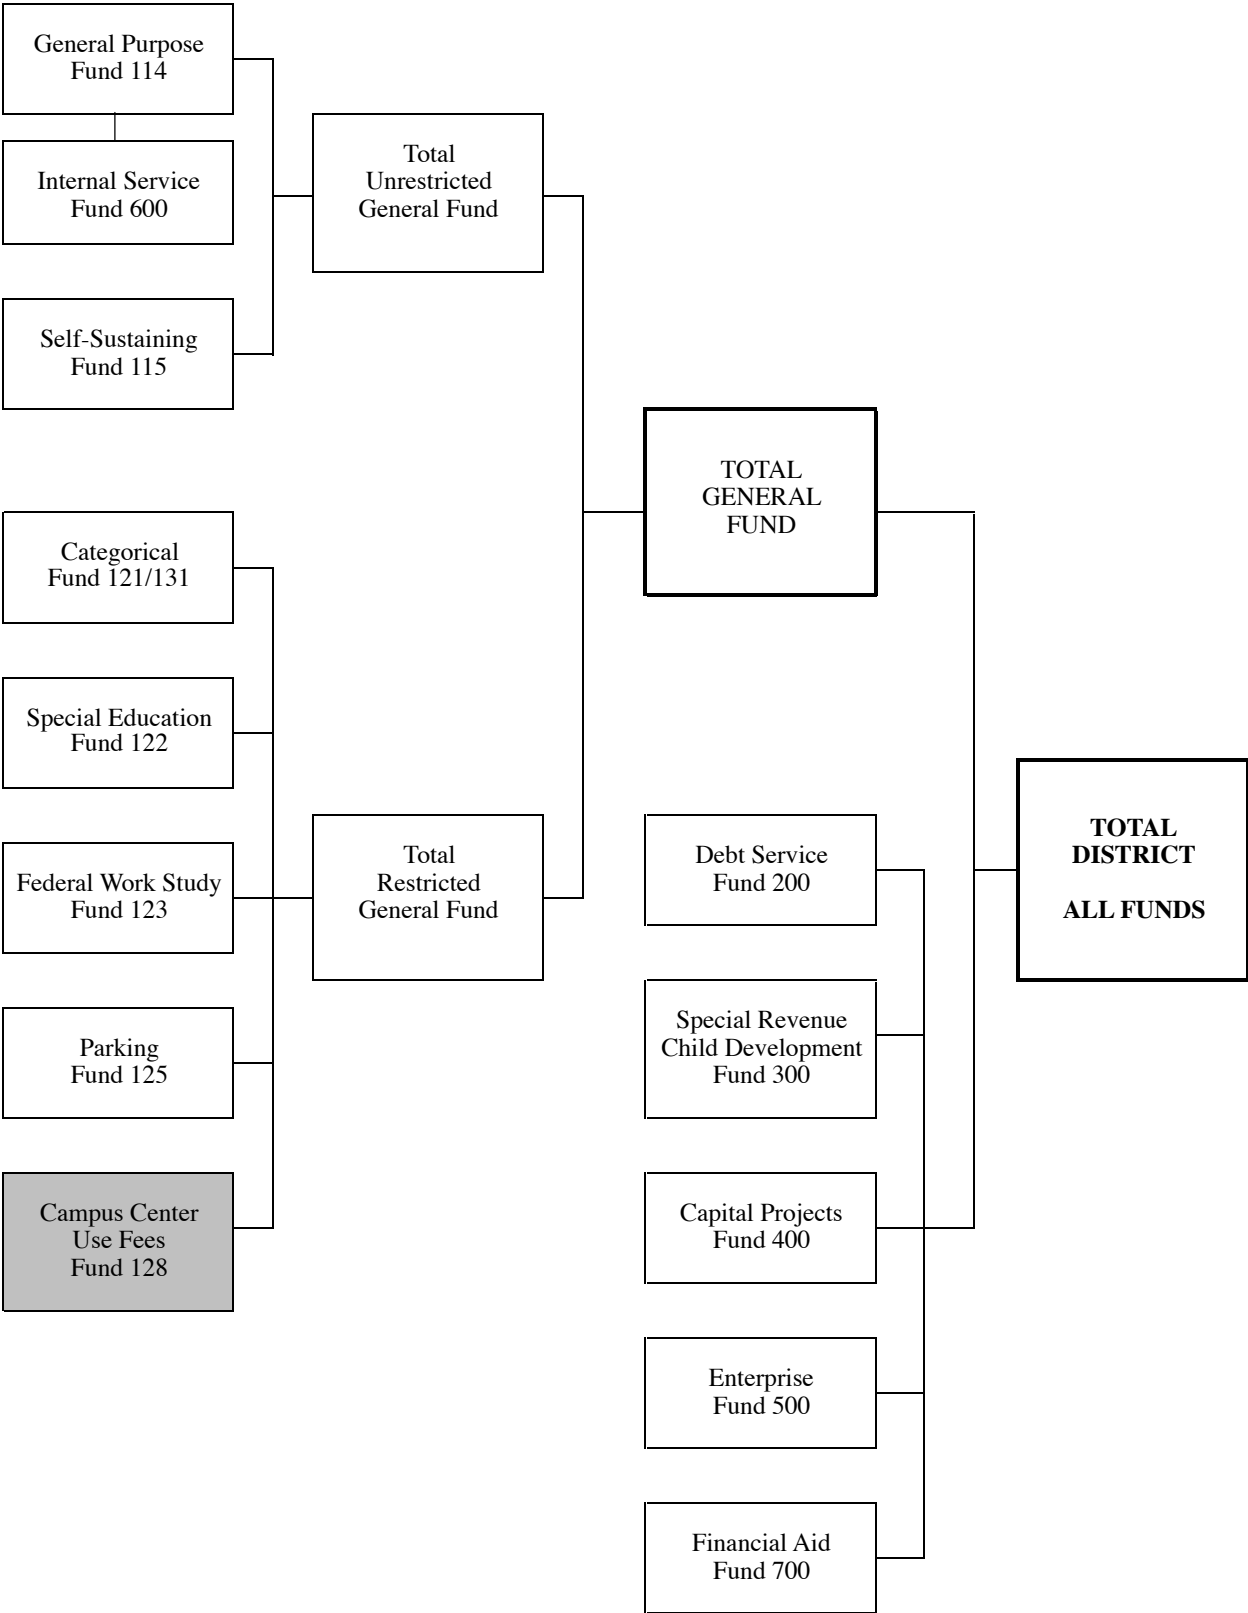 General Purpose
Fund 114
Internal Service
Fund 600
Self-Sustaining
Fund 115
Total
Unrestricted
General Fund
Categorical
Fund 121/131
Special Education
Fund 122
Federal Work Study
Fund 123
Parking
Fund 125
Campus Center
Use Fees
Fund 128
Total
Restricted
General Fund
TOTAL
GENERAL
FUND
Debt Service
Fund 200
Special Revenue
Child Development
Fund 300
Capital Projects
Fund 400
Enterprise
Fund 500
Financial Aid
Fund 700
TOTAL
DISTRICT
ALL FUNDS